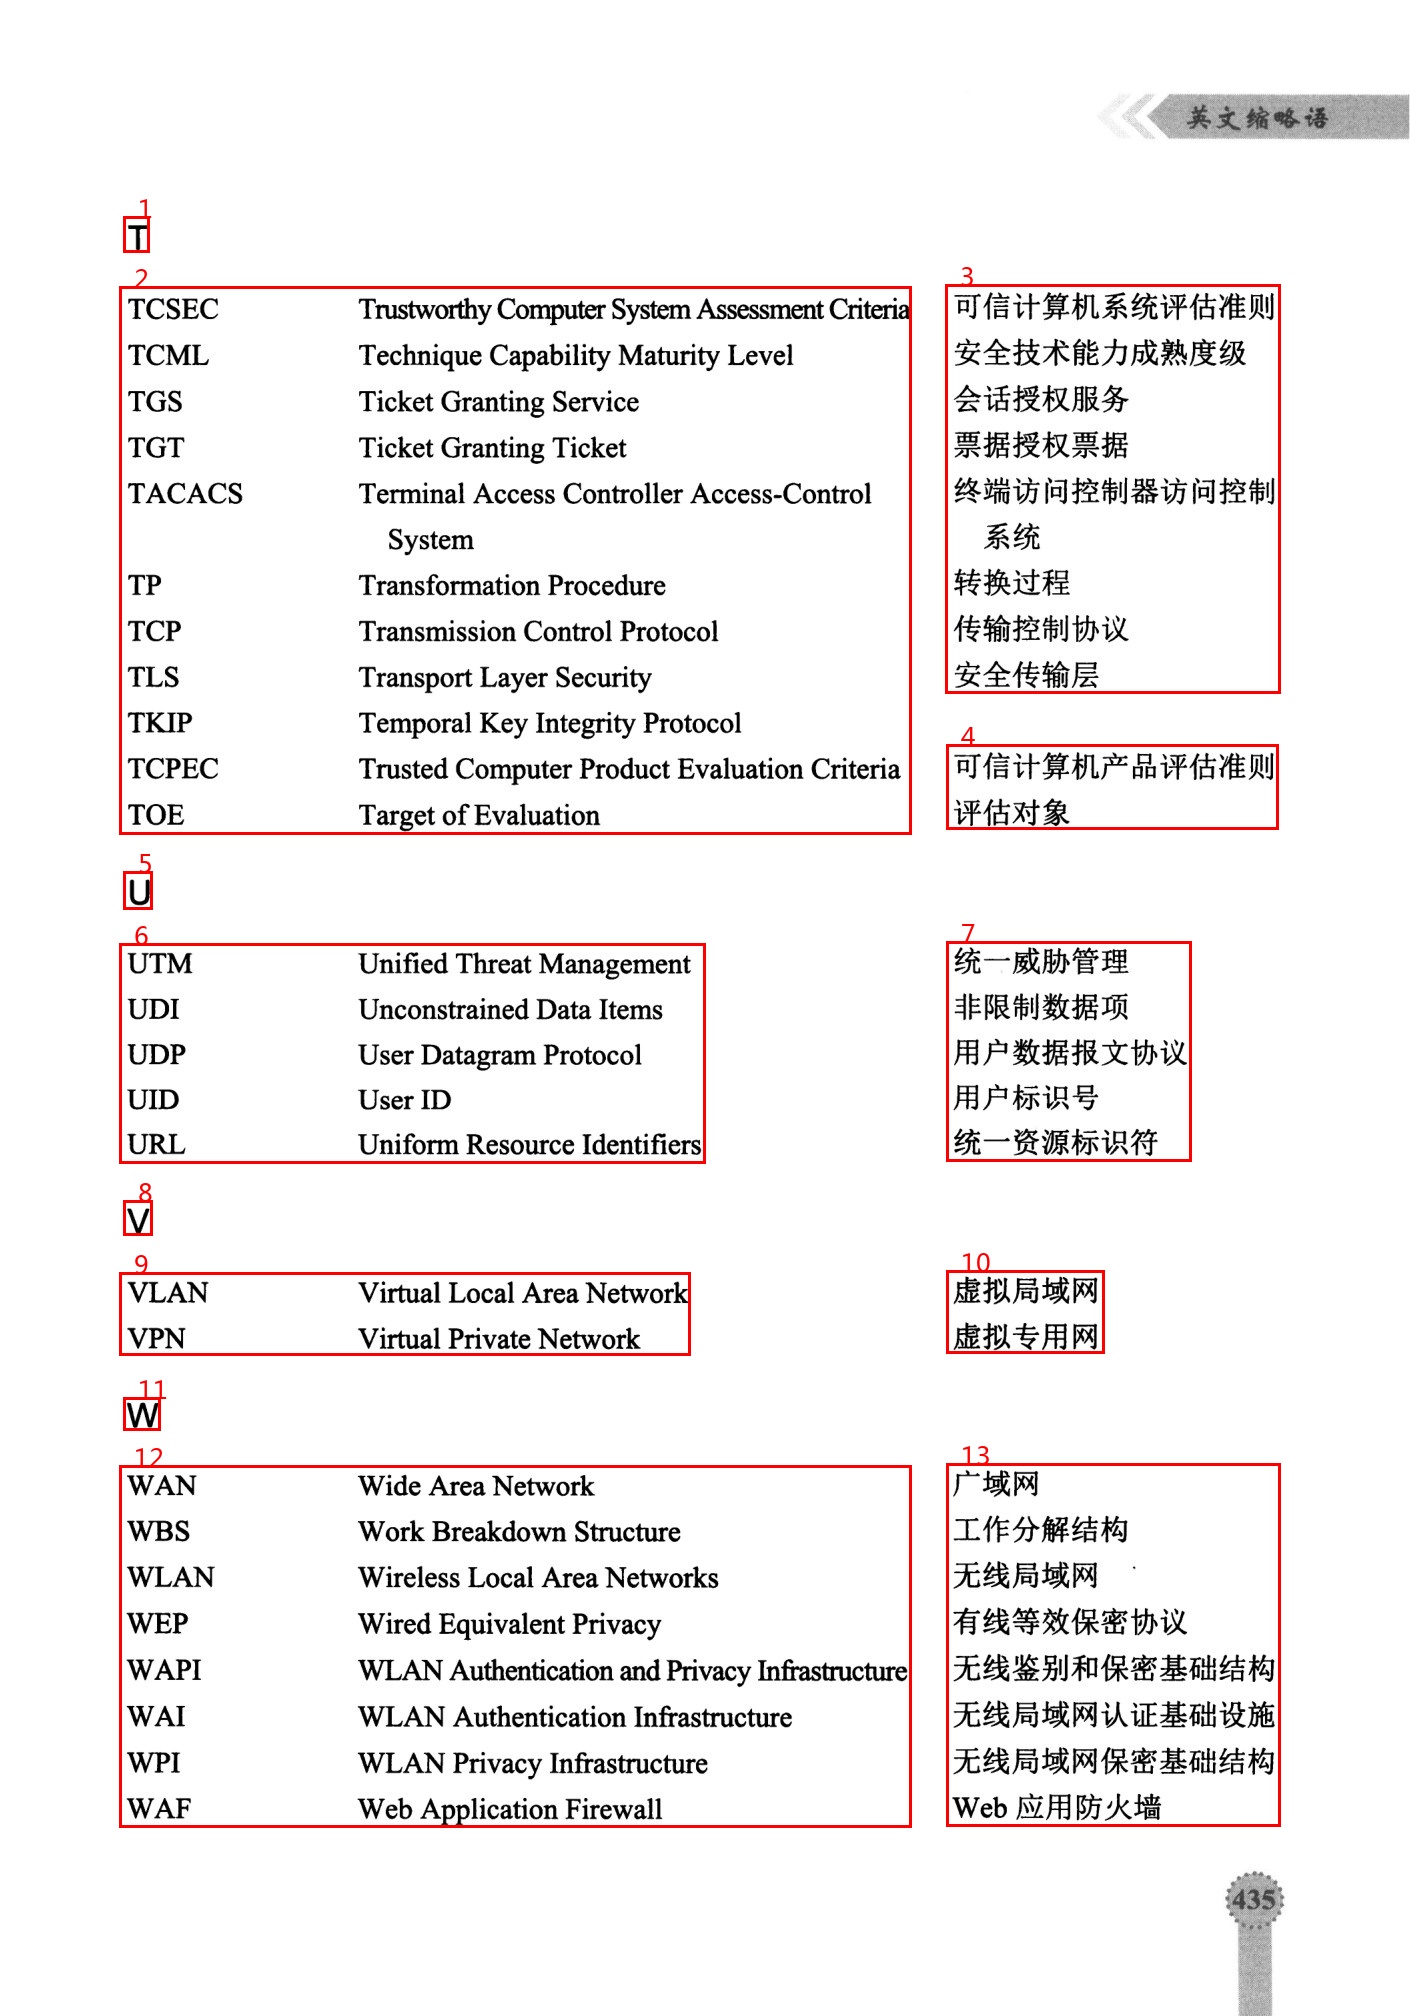 英文缩略语
1
T
2
3
TCSEC Trustworthy Computer System Assessment Criteria 可信计算机系统评估准则
TCML Technique Capability Maturity Level 安全技术能力成熟度级
TGS Ticket Granting Service 会话授权服务
TGT Ticket Granting Ticket 票据授权票据
TACACS Terminal Access Controller Access-Control 终端访问控制器访问控制
System 系统
TP Transformation Procedure 转换过程
TCP Transmission Control Protocol 传输控制协议
TLS Transport Layer Security 安全传输层
TKIP Temporal Key Integrity Protocol
4
TCPEC Trusted Computer Product Evaluation Criteria 可信计算机产品评估准则
TOE Target of Evaluation 评估对象
5
U
6
7
UTM Unified Threat Management 统一威胁管理
UDI Unconstrained Data Items 非限制数据项
UDP User Datagram Protocol 用户数据报文协议
UID User ID 用户标识号
URL Uniform Resource Identifiers 统一资源标识符
8
V
9
10
VLAN Virtual Local Area Network 虚拟局域网
VPN Virtual Private Network 虚拟专用网
11
W
12
13
WAN Wide Area Network 广域网
WBS Work Breakdown Structure 工作分解结构
WLAN Wireless Local Area Networks 无线局域网
WEP Wired Equivalent Privacy 有线等效保密协议
WAPI WLAN Authentication and Privacy Infrastructure 无线鉴别和保密基础结构
WAI WLAN Authentication Infrastructure 无线局域网认证基础设施
WPI WLAN Privacy Infrastructure 无线局域网保密基础结构
WAF Web Application Firewall Web 应用防火墙
435